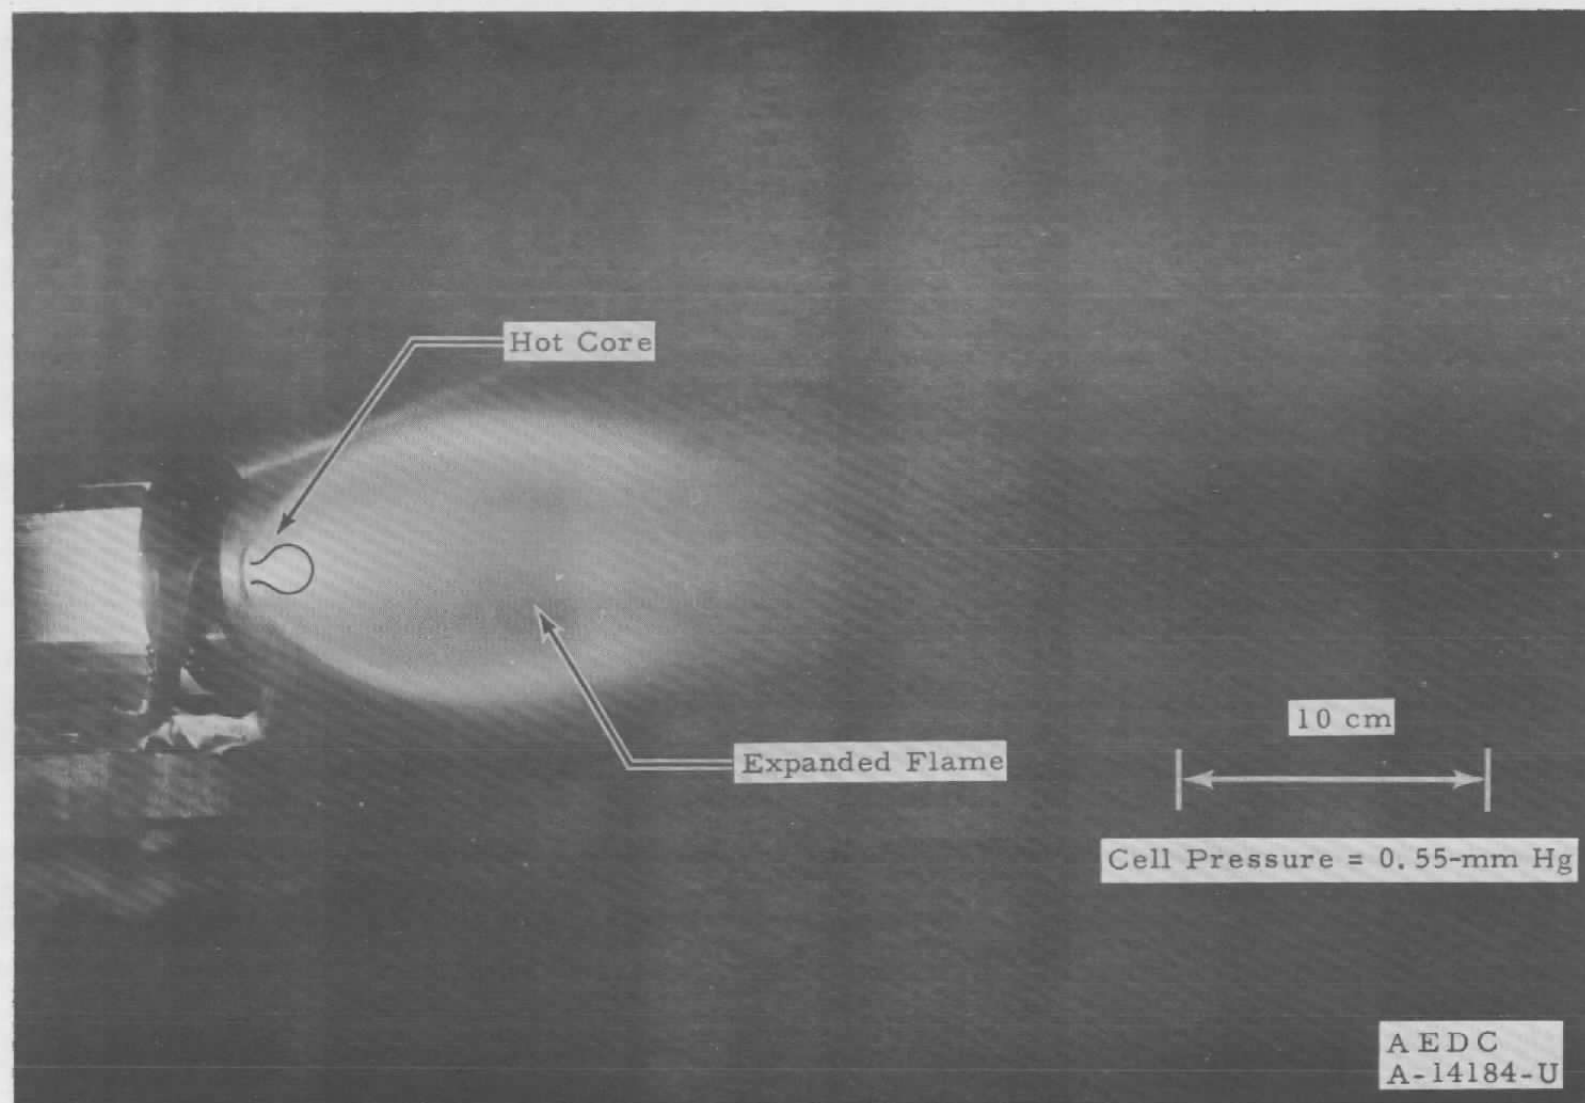 Hot Core
Expanded Flame
10 cm
Cell Pressure = 0.55-mm Hg
AEDC
A-14184-U